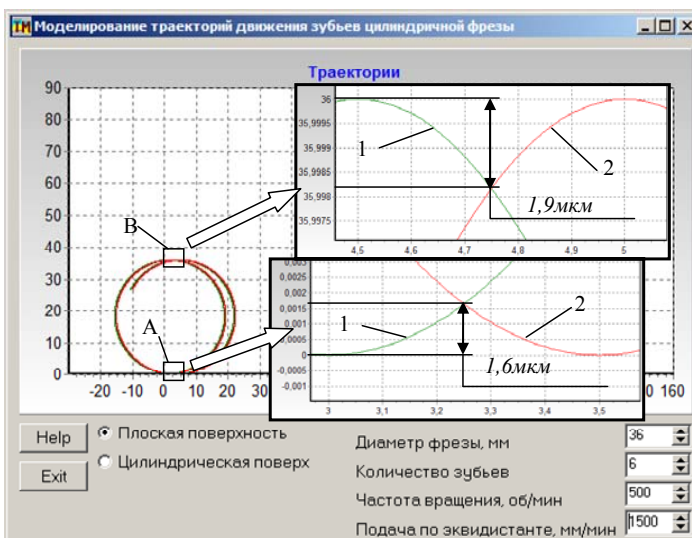 TM Моделирование траекторий движения зубьев цилиндричной фрезы
Траектории
90
80
70
60
50
40
30
20
10
0
-20 -10 0 10 20 30
160
B
A
36
35,9995
35,9985
35,998
35,9975
1
2
1,9мкм
4,5 4,6 4,7 4,8 4,9 5
0,003
0,0025
0,002
0,0015
0,001
0,0005
0
-0,0005
-0,001
1
2
1,6мкм
3 3,1 3,2 3,3 3,4 3,5
Help
Exit
Плоская поверхность
Цилиндрическая поверх
Диаметр фрезы, мм 36
Количество зубьев 6
Частота вращения, об/мин 500
Подача по эквидистанте, мм/мин 1500